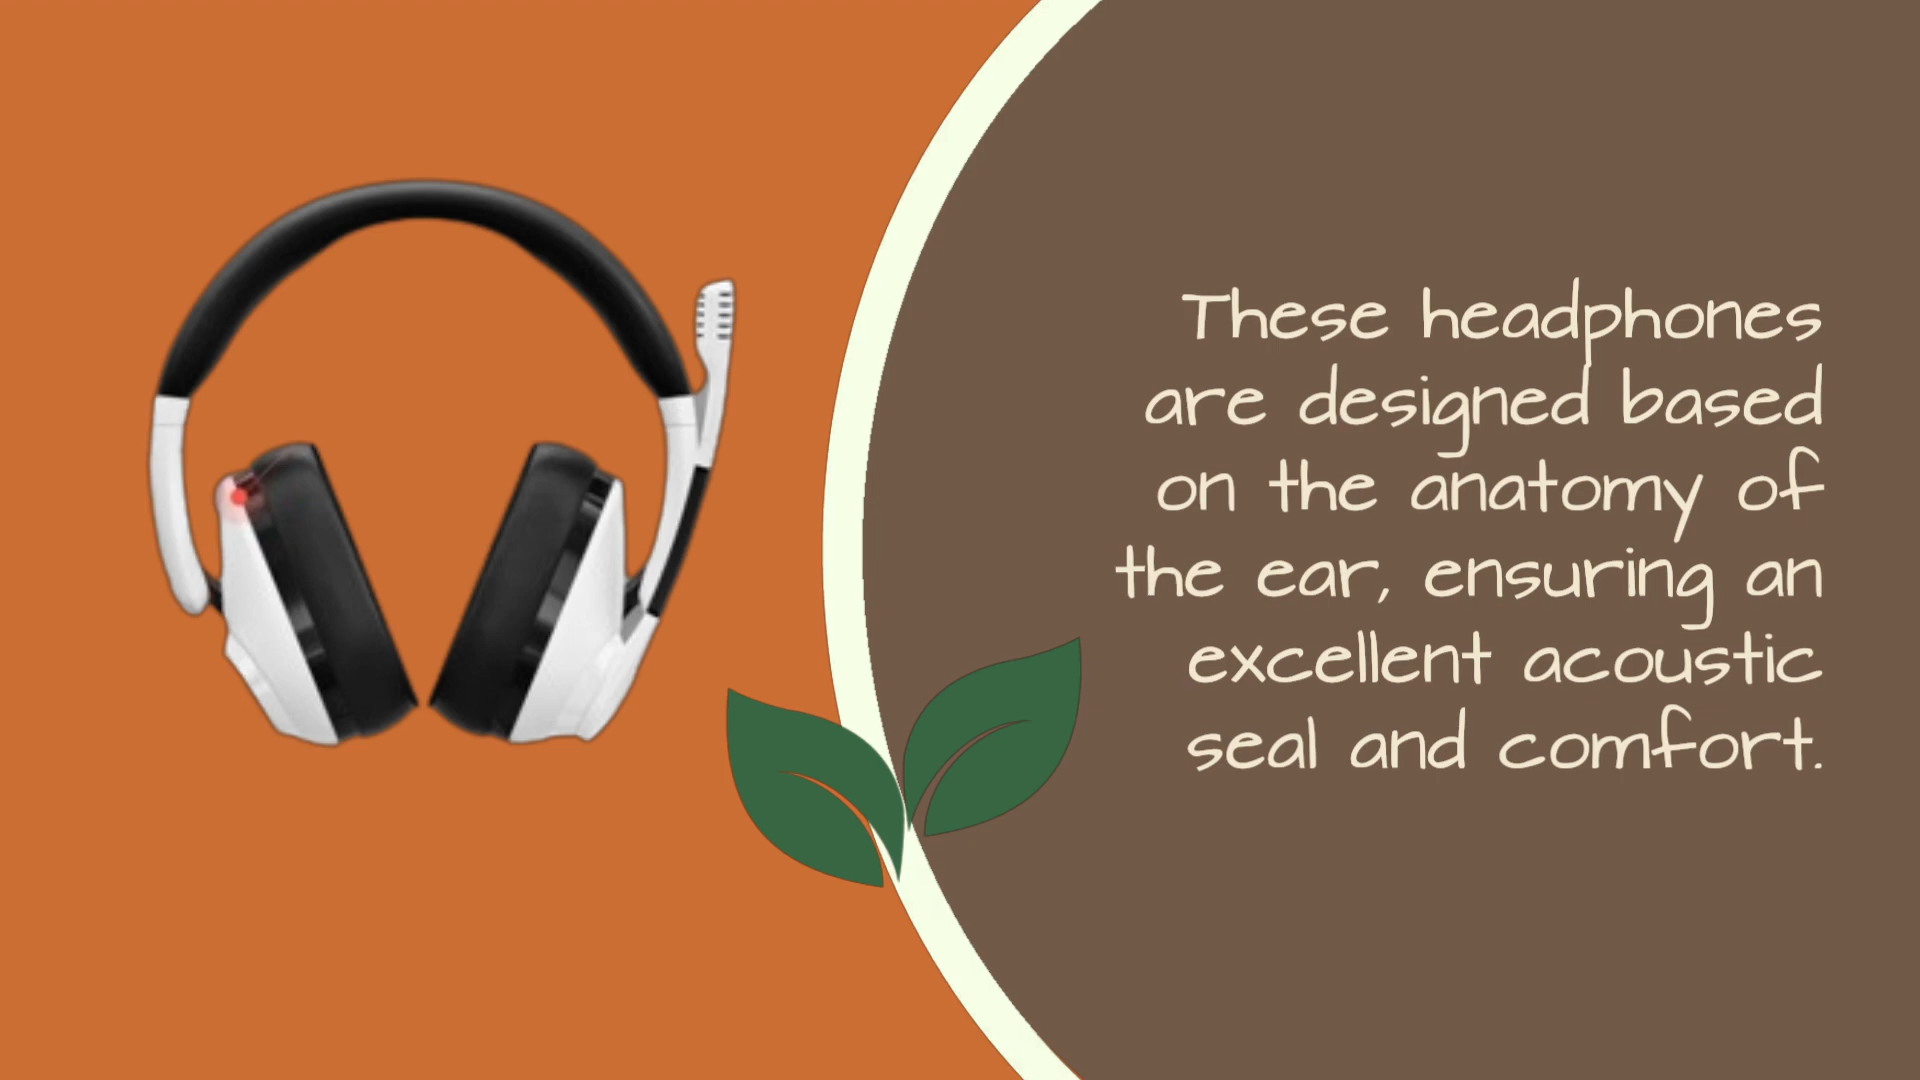 These headphones
are designed based
on the anatomy of
the ear, ensuring an
excellent acoustic
seal and comfort.